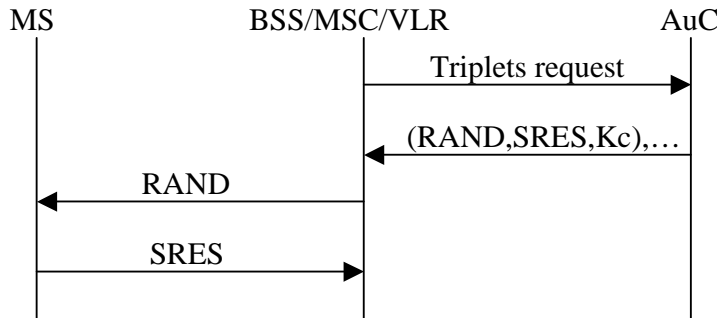 MS
BSS/MSC/VLR
AuC
Triplets request
(RAND,SRES,Kc),…
RAND
SRES